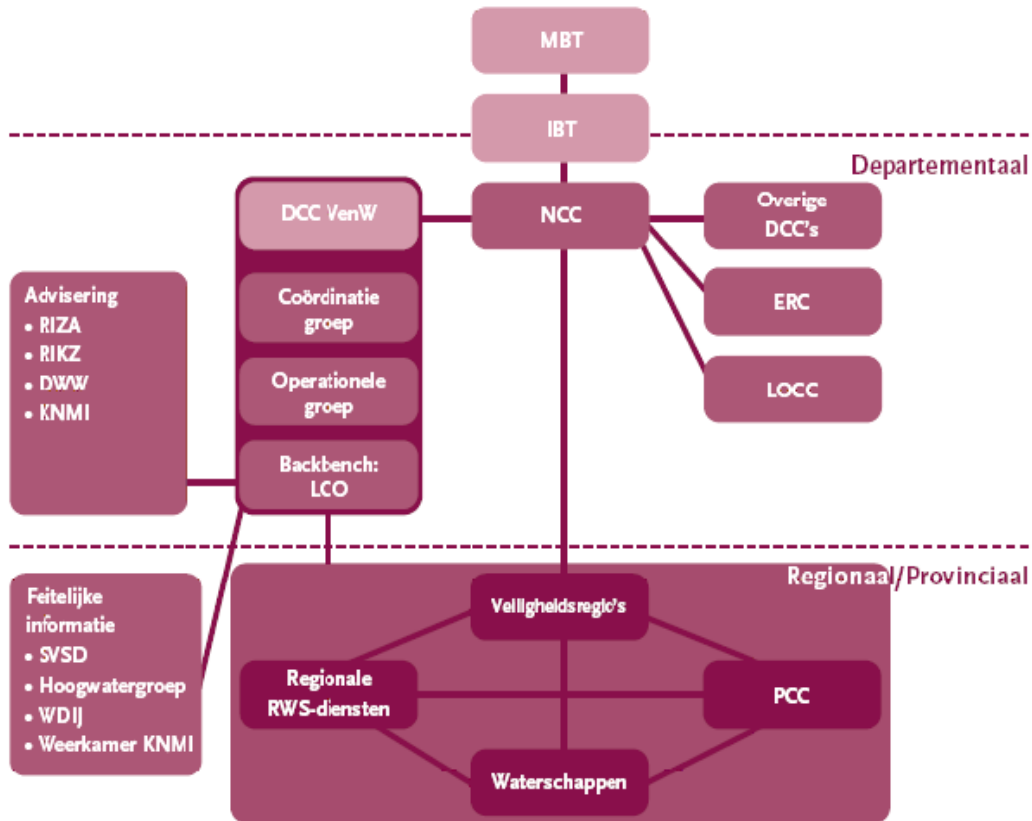 MBT
IBT
Departementaal
DCC VenW
NCC
Overige
DCC's
Coördinatie
groep
ERC
Advisering
• RIZA
• RIKZ
• DWW
• KNMI
Operationele
groep
LOCC
Backbench:
LCO
Regionaal/Provinciaal
Feitelijke
informatie
• SVSD
• Hoogwatergroep
• WDIJ
• Weerkamer KNMI
Veiligheidsregio's
Regionale
RWS-diensten
PCC
Waterschappen